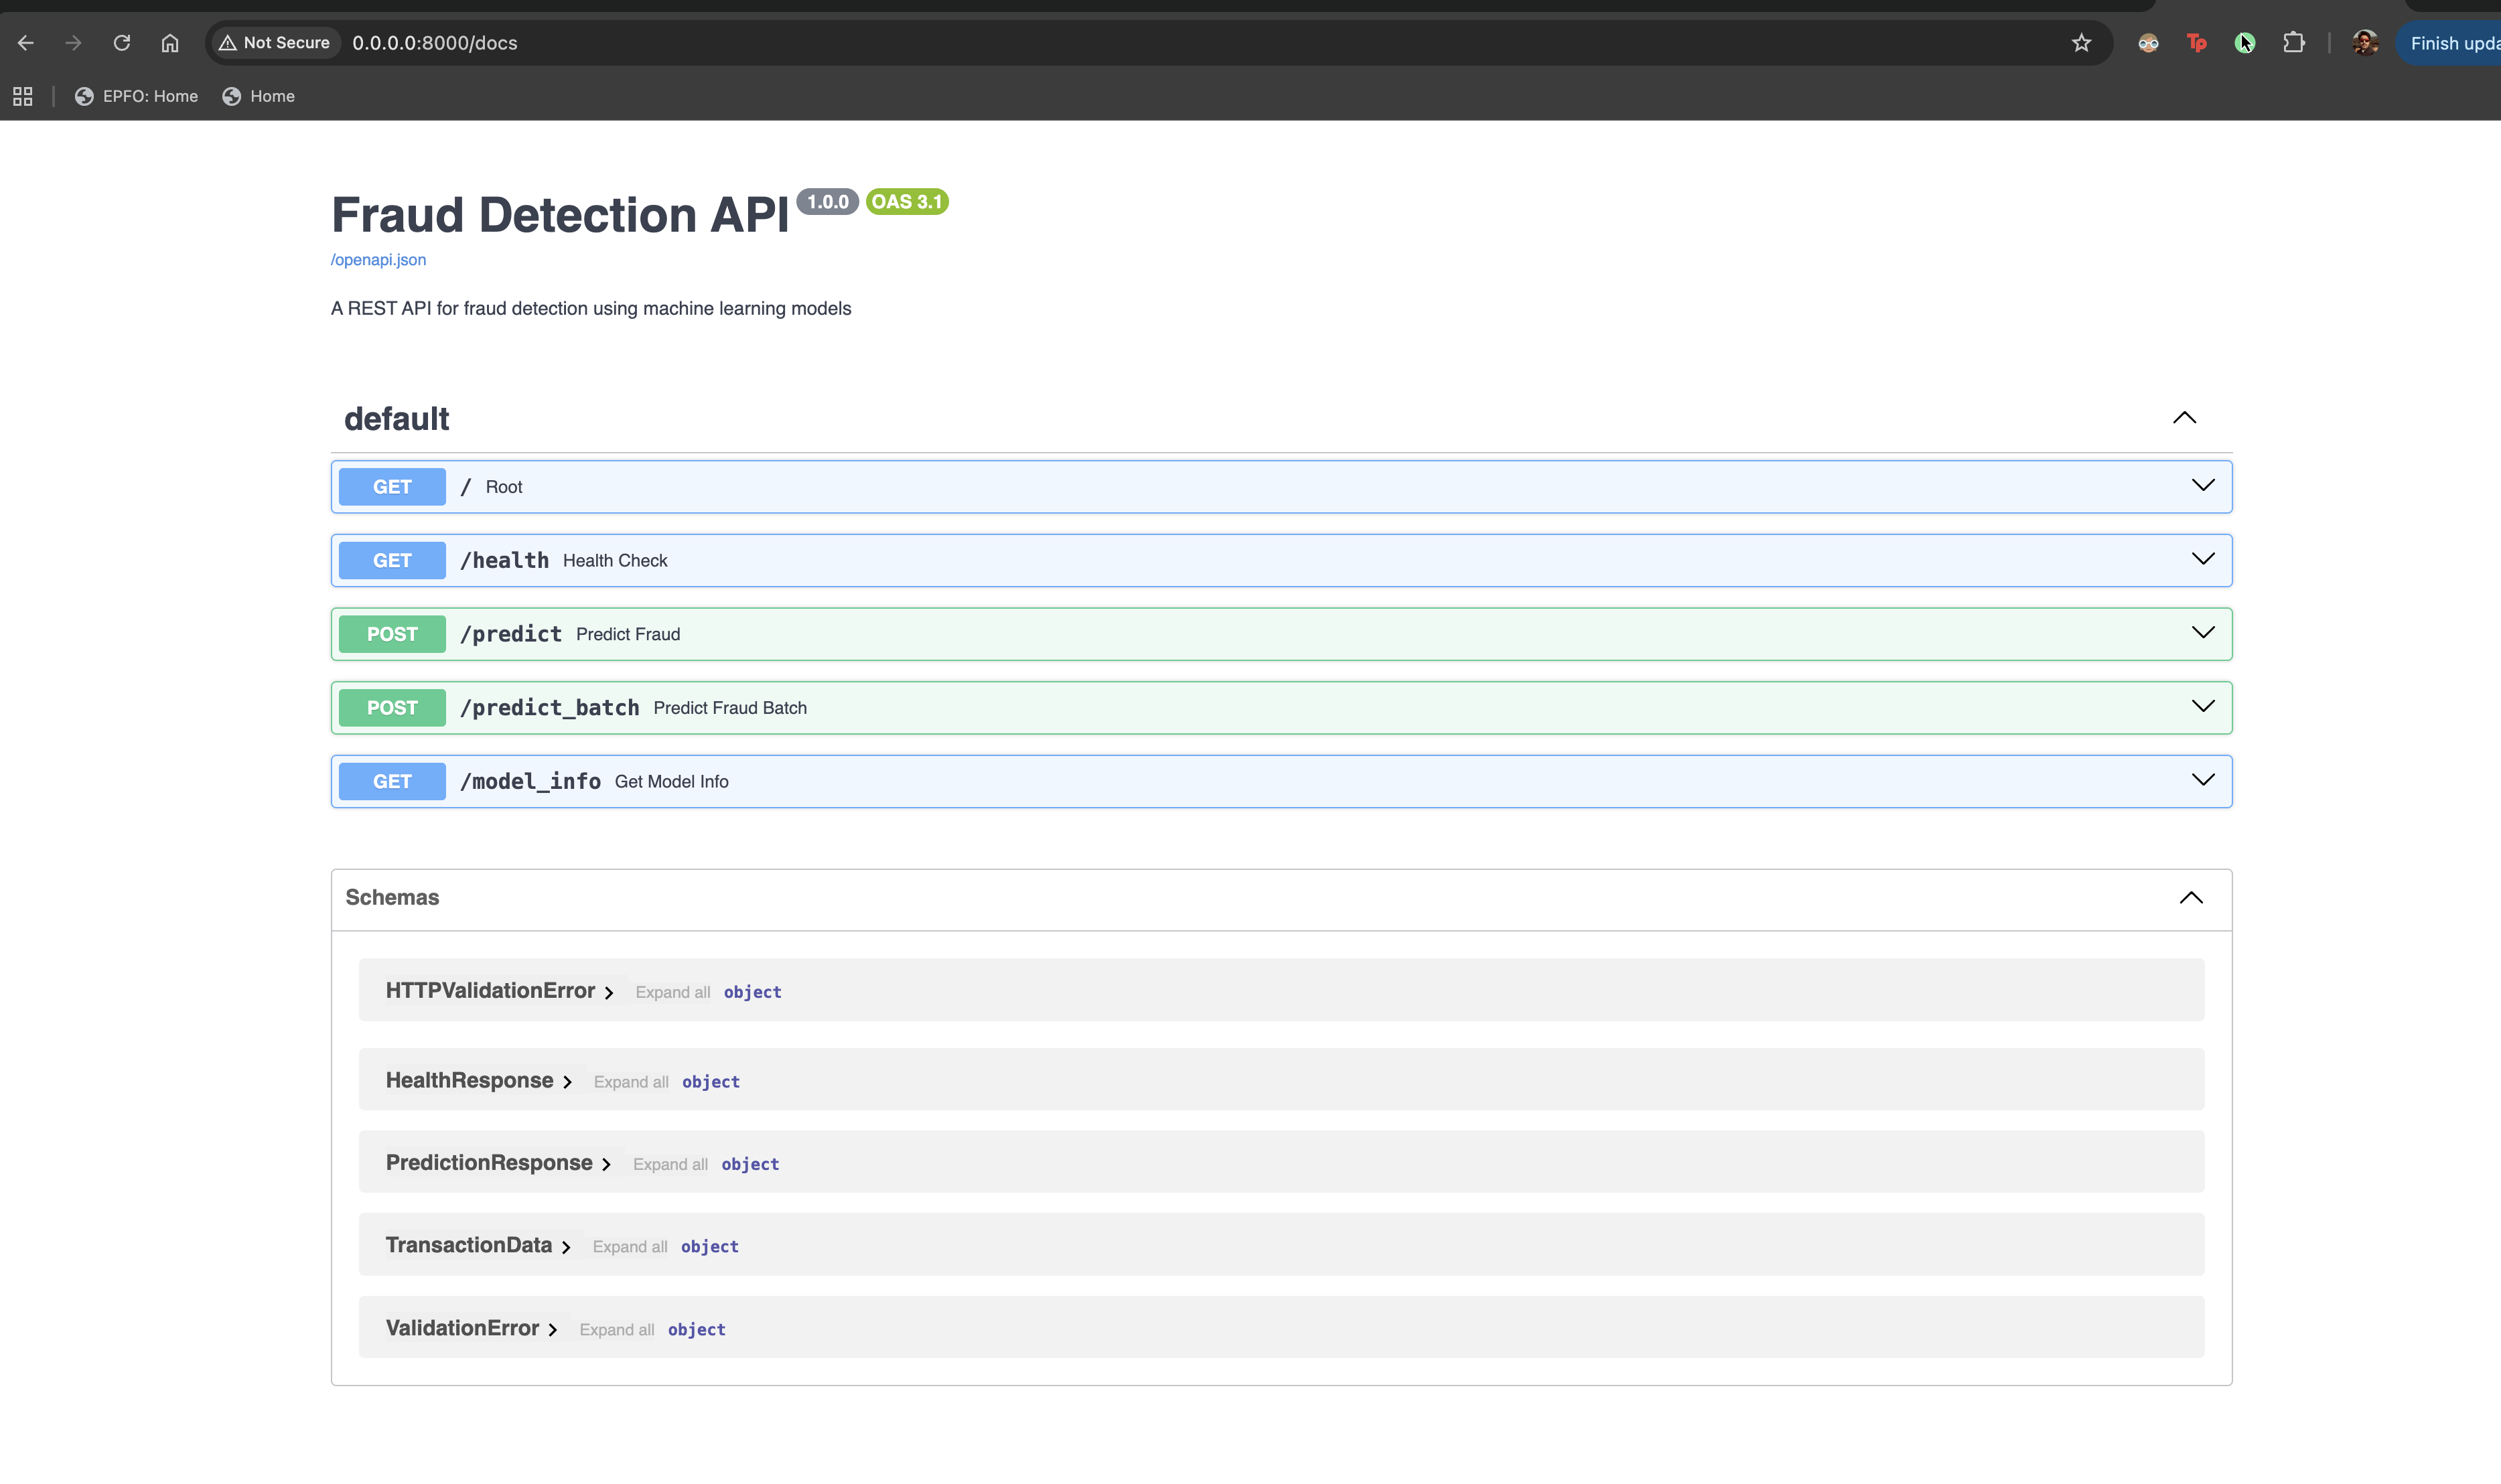 Not Secure 0.0.0.0:8000/docs Tp Finish upda
EPFO: Home Home
Fraud Detection API 1.0.0 OAS 3.1
/openapi.json
A REST API for fraud detection using machine learning models
default
GET / Root
GET /health Health Check
POST /predict Predict Fraud
POST /predict_batch Predict Fraud Batch
GET /model_info Get Model Info
Schemas
HTTPValidationError Expand all object
HealthResponse Expand all object
PredictionResponse Expand all object
TransactionData Expand all object
ValidationError Expand all object